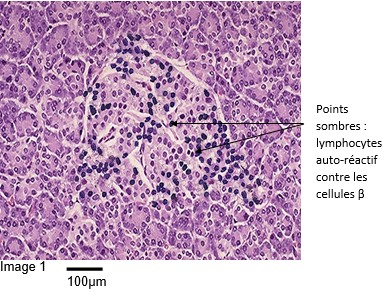 Points
sombres :
lymphocytes
auto-réactif
contre les
cellules β
Image 1
100µm